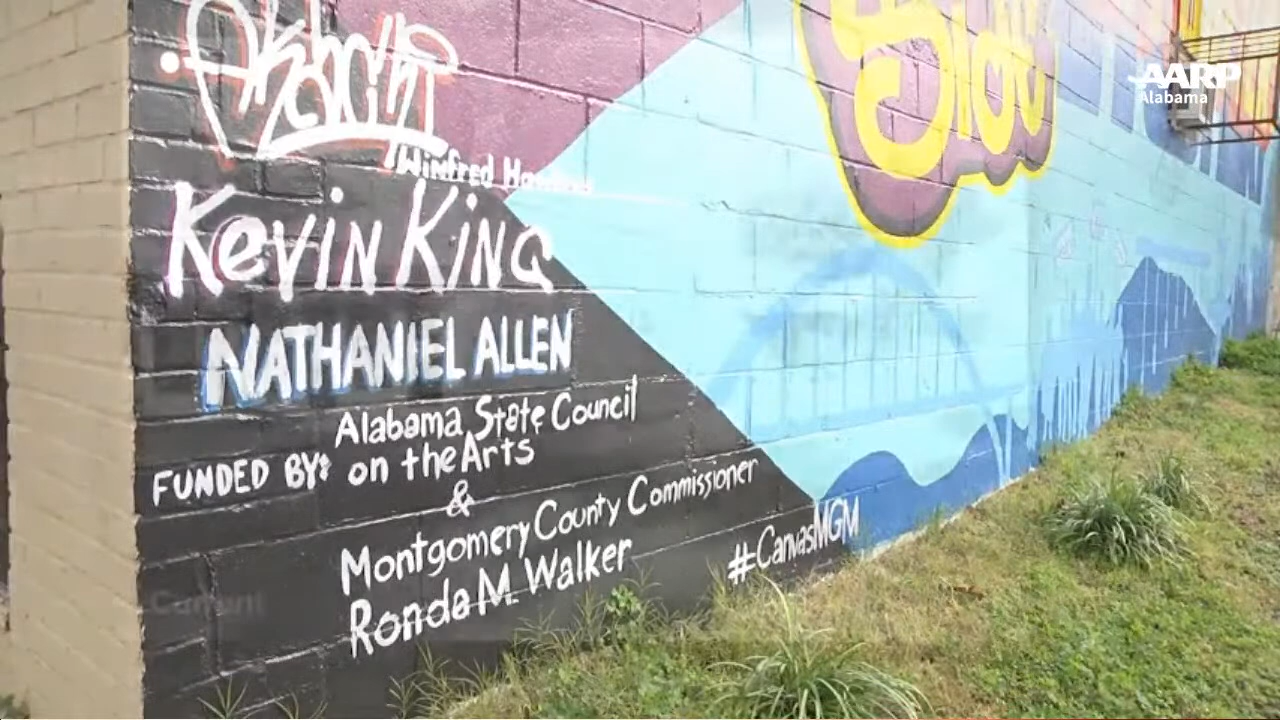 AARP
Alabama
Winfred
Kevin King
NATHANIEL ALLEN
Alabama State Council
FUNDED BY: on the Arts
&
Montgomery County Commissioner
Ronda M. Walker
#CanvasMGM